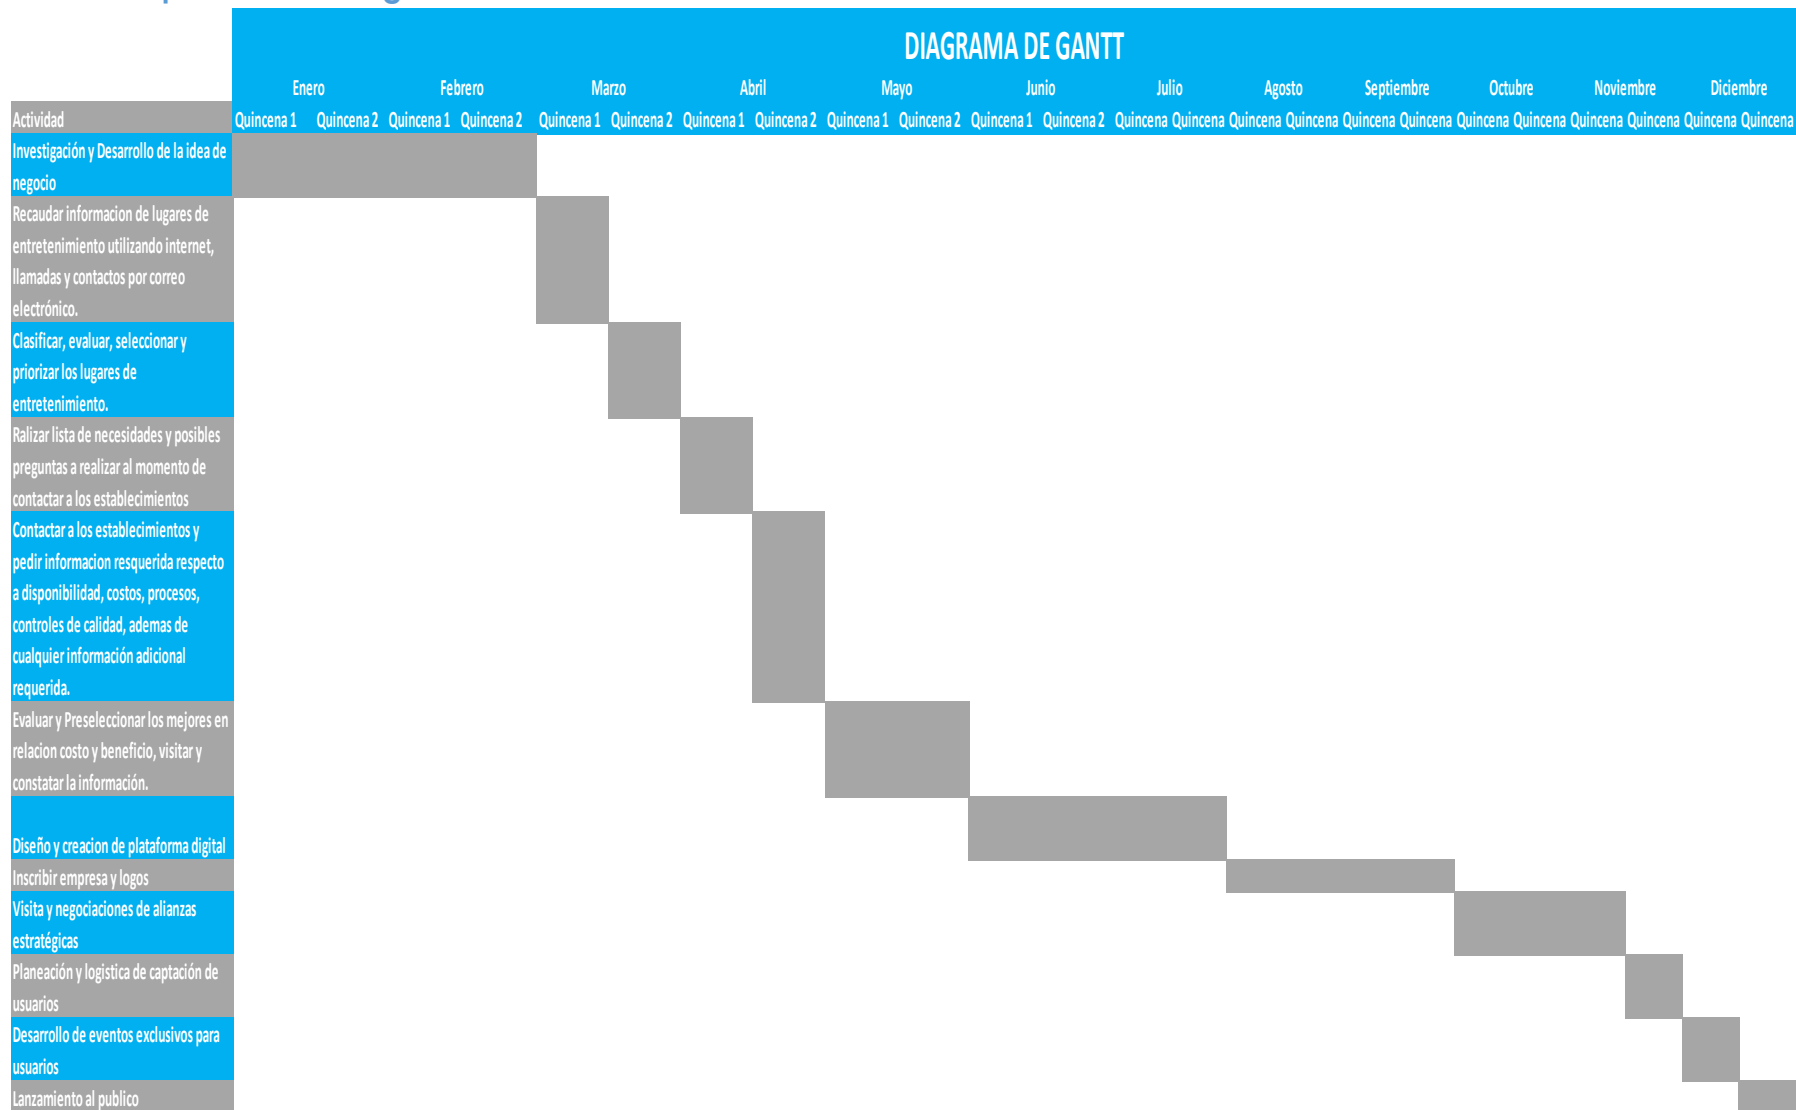 DIAGRAMA DE GANTT
Enero Febrero Marzo Abril Mayo Junio Julio Agosto Septiembre Octubre Noviembre Diciembre
Actividad Quincena 1 Quincena 2 Quincena 1 Quincena 2 Quincena 1 Quincena 2 Quincena 1 Quincena 2 Quincena 1 Quincena 2 Quincena 1 Quincena 2 Quincena Quincena Quincena Quincena Quincena Quincena Quincena Quincena Quincena Quincena Quincena Quincena
Investigación y Desarrollo de la idea de
negocio
Recaudar informacion de lugares de
entretenimiento utilizando internet,
llamadas y contactos por correo
electrónico.
Clasificar, evaluar, seleccionar y
priorizar los lugares de
entretenimiento.
Ralizar lista de necesidades y posibles
preguntas a realizar al momento de
contactar a los establecimientos
Contactar a los establecimientos y
pedir informacion resquerida respecto
a disponibilidad, costos, procesos,
controles de calidad, ademas de
cualquier información adicional
requerida.
Evaluar y Preseleccionar los mejores en
relacion costo y beneficio, visitar y
constatar la información.
Diseño y creacion de plataforma digital
Inscribir empresa y logos
Visita y negociaciones de alianzas
estratégicas
Planeación y logistica de captación de
usuarios
Desarrollo de eventos exclusivos para
usuarios
Lanzamiento al publico